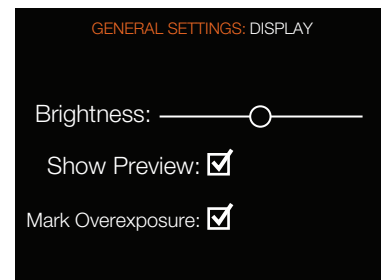 GENERAL SETTINGS: DISPLAY
Brightness:
Show Preview:
Mark Overexposure: